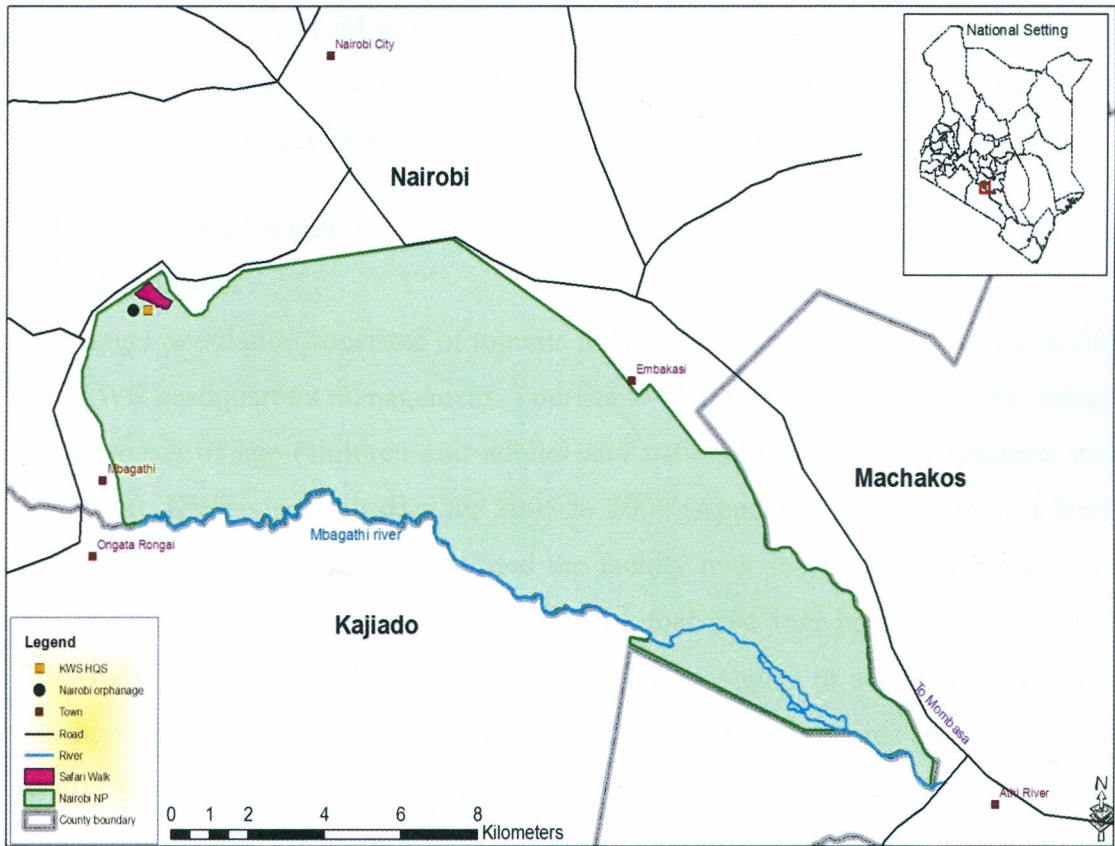 National Setting
Nairobi City
Nairobi
Embakasi
Machakos
Mbagathi
Mbagathi river
Ongata Rongai
Kajiado
To Mombasa
Athi River
N
Legend
KWS HQS
Nairobi orphanage
Town
Road
River
Safari Walk
Nairobi NP
County boundary
0 1 2 4 6 8
Kilometers